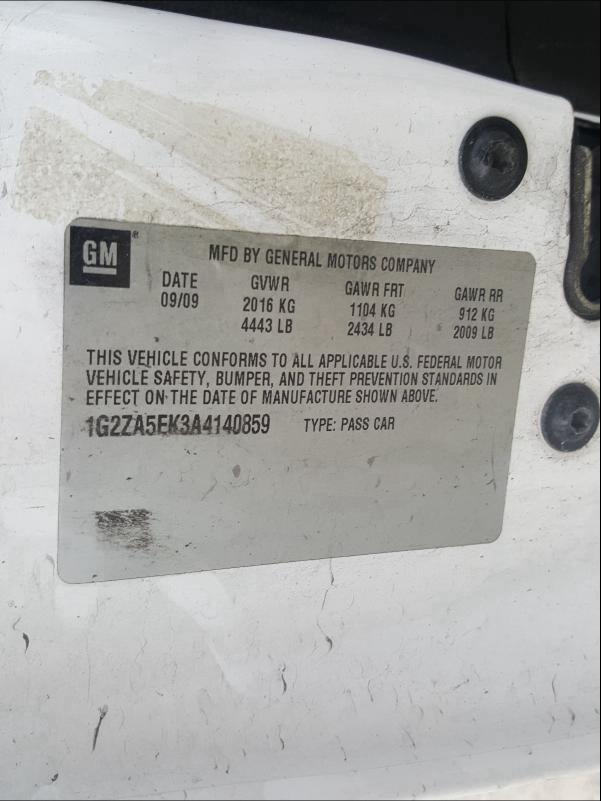 GM ®
MFD BY GENERAL MOTORS COMPANY
DATE GVWR GAWR FRT GAWR RR
09/09 2016 KG 1104 KG 912 KG
4443 LB 2434 LB 2009 LB
THIS VEHICLE CONFORMS TO ALL APPLICABLE U.S. FEDERAL MOTOR
VEHICLE SAFETY, BUMPER, AND THEFT PREVENTION STANDARDS IN
EFFECT ON THE DATE OF MANUFACTURE SHOWN ABOVE.
1G2ZA5EK3A4140859 TYPE: PASS CAR